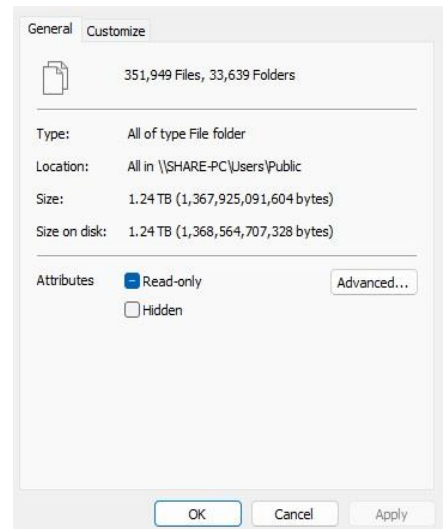 General Customize
351,949 Files, 33,639 Folders
Type: All of type File folder
Location: All in \\SHARE-PC\Users\Public
Size: 1.24 TB (1,367,925,091,604 bytes)
Size on disk: 1.24 TB (1,368,564,707,328 bytes)
Attributes Read-only Advanced...
Hidden
OK Cancel Apply